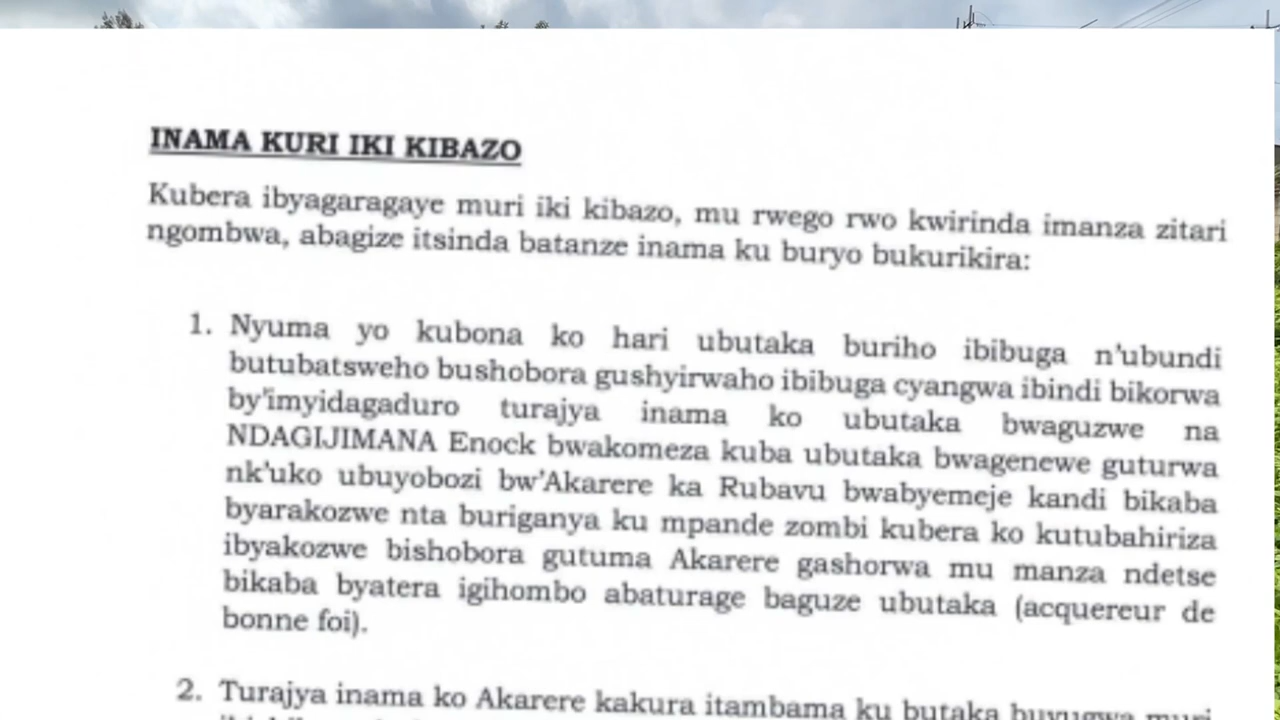 INAMA KURI IKI KIBAZO
Kubera ibyagaragaye muri iki kibazo, mu rwego rwo kwirinda imanza zitari
ngombwa, abagize itsinda batanze inama ku buryo bukurikira:
1. Nyuma yo kubona ko hari ubutaka buriho ibibuga n'ubundi
butubatsweho bushobora gushyirwaho ibibuga cyangwa ibindi bikorwa
by'imyidagaduro turajya inama ko ubutaka bwaguzwe na
NDAGIJIMANA Enock bwakomeza kuba ubutaka bwagenewe guturwa
nk'uko ubuyobozi bw'Akarere ka Rubavu bwabyemeje kandi bikaba
byarakozwe nta buriganya ku mpande zombi kubera ko kutubahiriza
ibyakozwe bishobora gutuma Akarere gashorwa mu manza ndetse
bikaba byatera igihombo abaturage baguze ubutaka (acquereur de
bonne foi).
2. Turajya inama ko Akarere kakura itambama ku butaka buvugwa muri